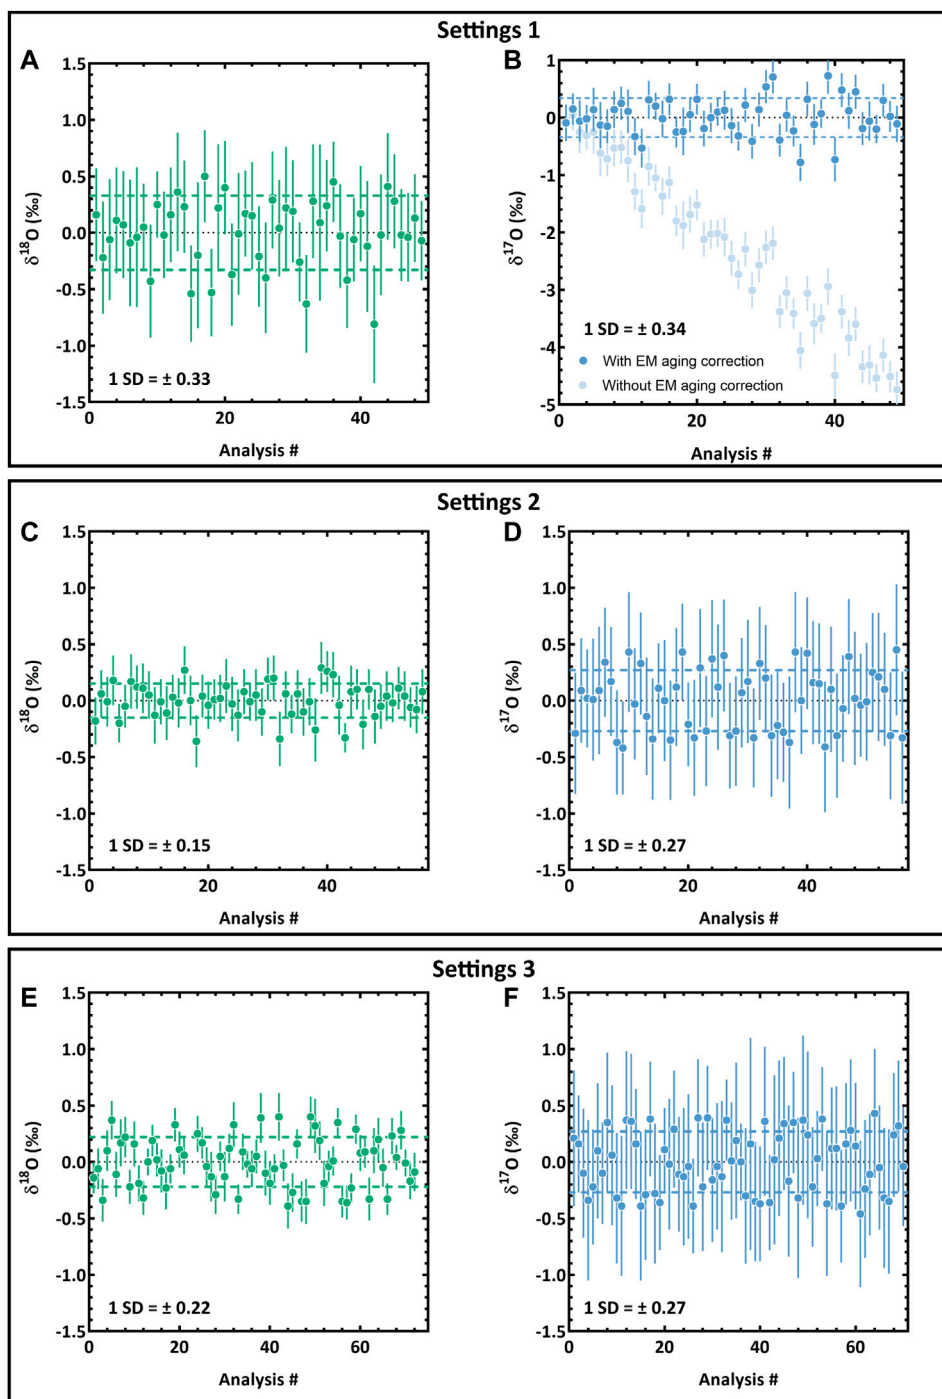 Settings 1
A
1.5
1.0
0.5
0.0
-0.5
-1.0
-1.5
δ18O (‰)
1 SD = ± 0.33
0 20 40
Analysis #
B
1
0
-1
-2
-3
-4
-5
δ17O (‰)
1 SD = ± 0.34
With EM aging correction
Without EM aging correction
0 20 40
Analysis #
Settings 2
C
1.5
1.0
0.5
0.0
-0.5
-1.0
-1.5
δ18O (‰)
1 SD = ± 0.15
0 20 40
Analysis #
D
1.5
1.0
0.5
0.0
-0.5
-1.0
-1.5
δ17O (‰)
1 SD = ± 0.27
0 20 40
Analysis #
Settings 3
E
1.5
1.0
0.5
0.0
-0.5
-1.0
-1.5
δ18O (‰)
1 SD = ± 0.22
0 20 40 60
Analysis #
F
1.5
1.0
0.5
0.0
-0.5
-1.0
-1.5
δ17O (‰)
1 SD = ± 0.27
0 20 40 60
Analysis #